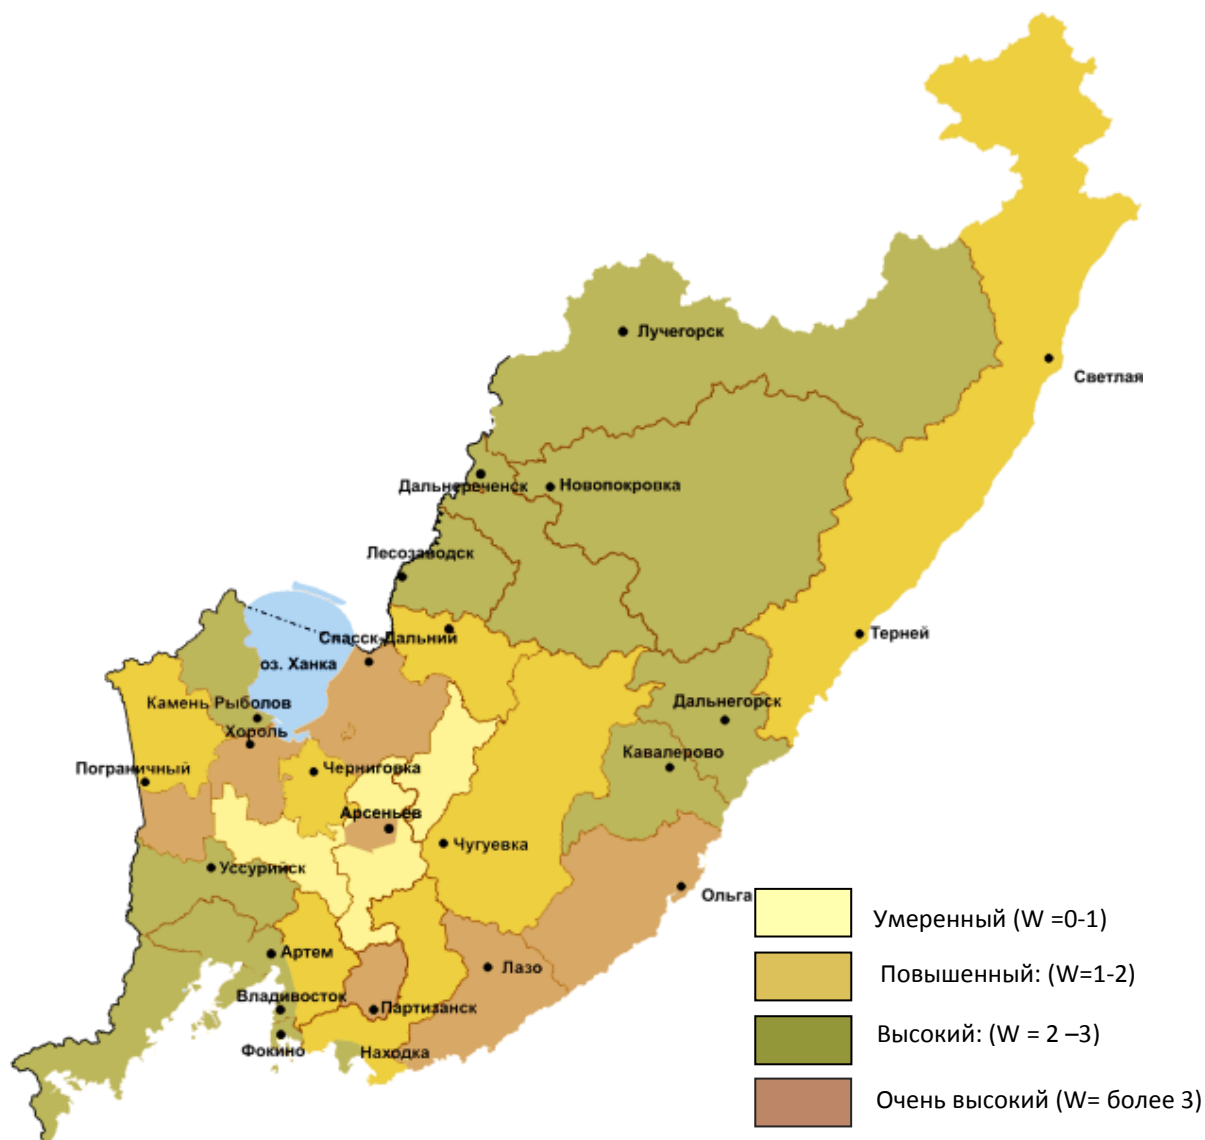 Лучегорск
Светлая
Дальнереченск
Новопокровка
Лесозаводск
Спасск-Дальний
Терней
оз. Ханка
Камень Рыболов
Дальнегорск
Хороль
Кавалерово
Пограничный
Черниговка
Арсеньев
Чугуевка
Уссурийск
Ольга
Умеренный (W =0-1)
Артем
Лазо
Повышенный: (W=1-2)
Владивосток
Партизанск
Высокий: (W = 2 –3)
Фокино
Находка
Очень высокий (W= более 3)